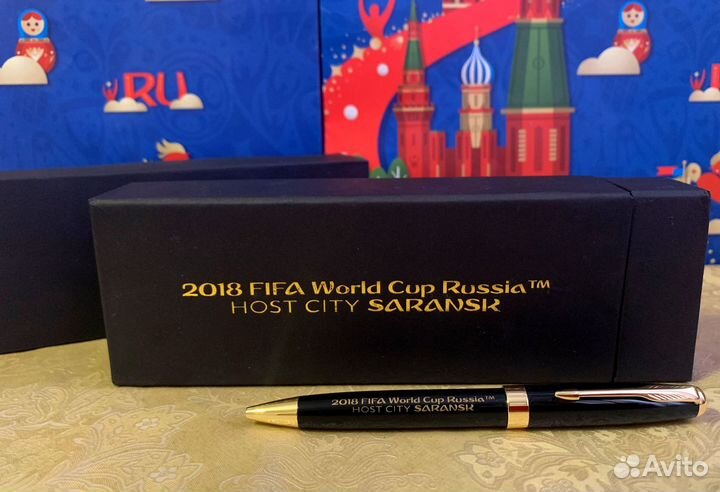 RU
2018 FIFA World Cup Russia™
HOST CITY SARANSK
2018 FIFA World Cup Russia™
HOST CITY SARANSK
Avito